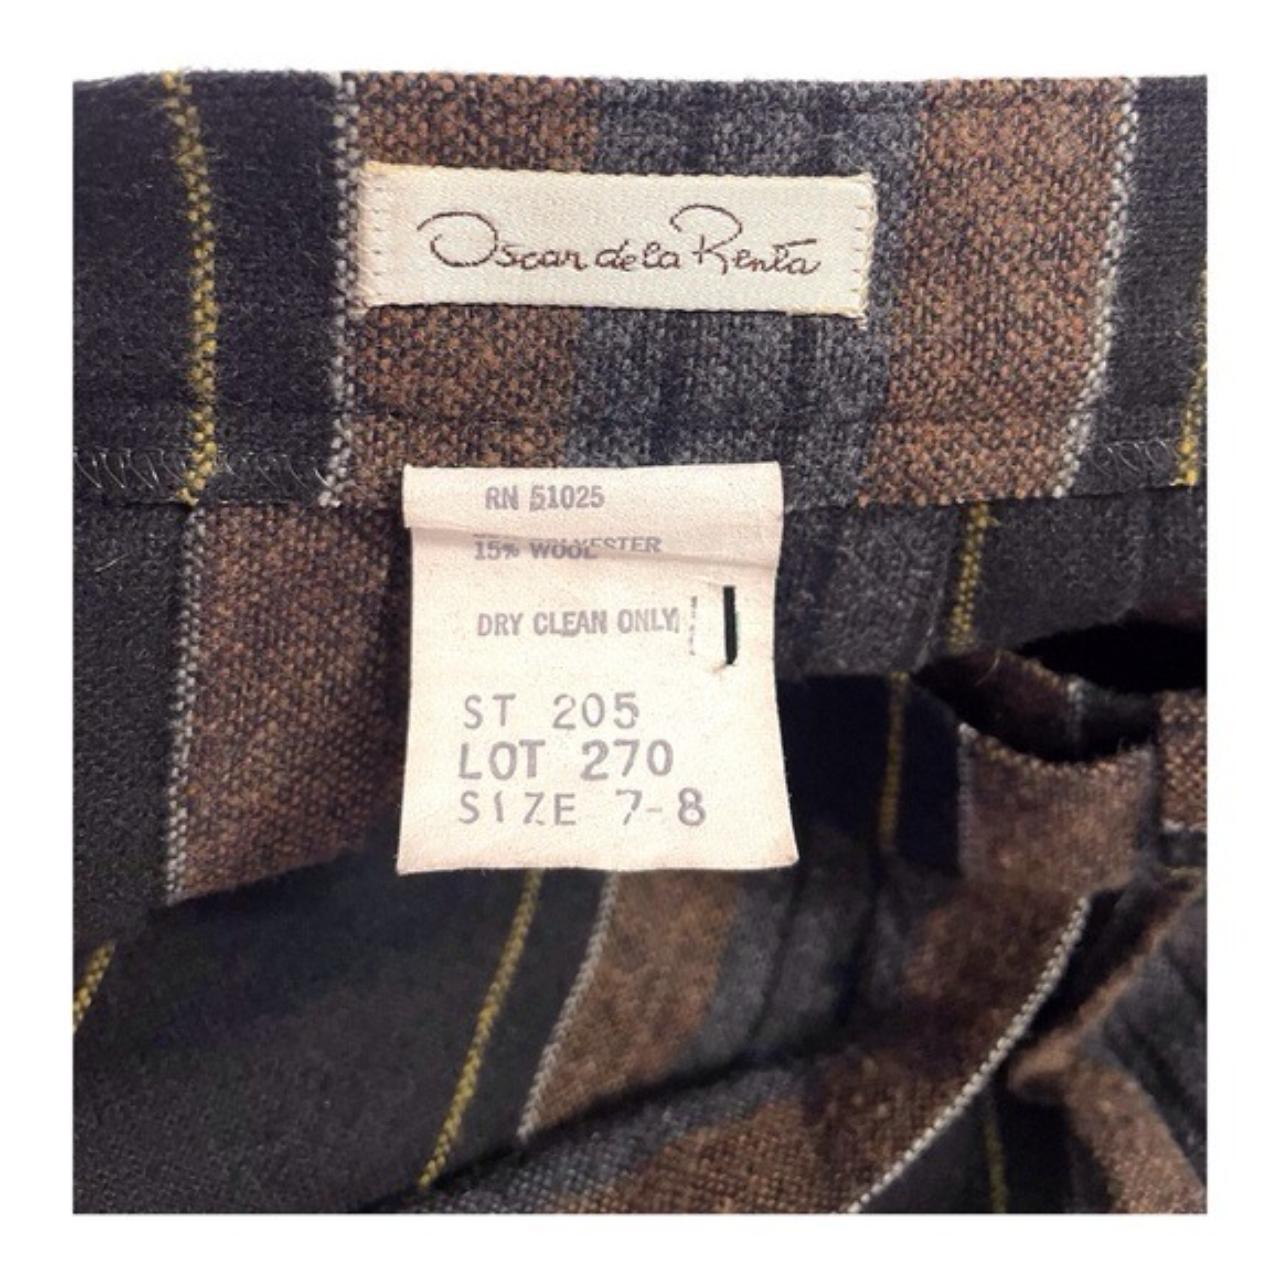 Oscar de la Renta
RN 51025
15% WOOL
DRY CLEAN ONLY
ST 205
LOT 270
SIZE 7-8